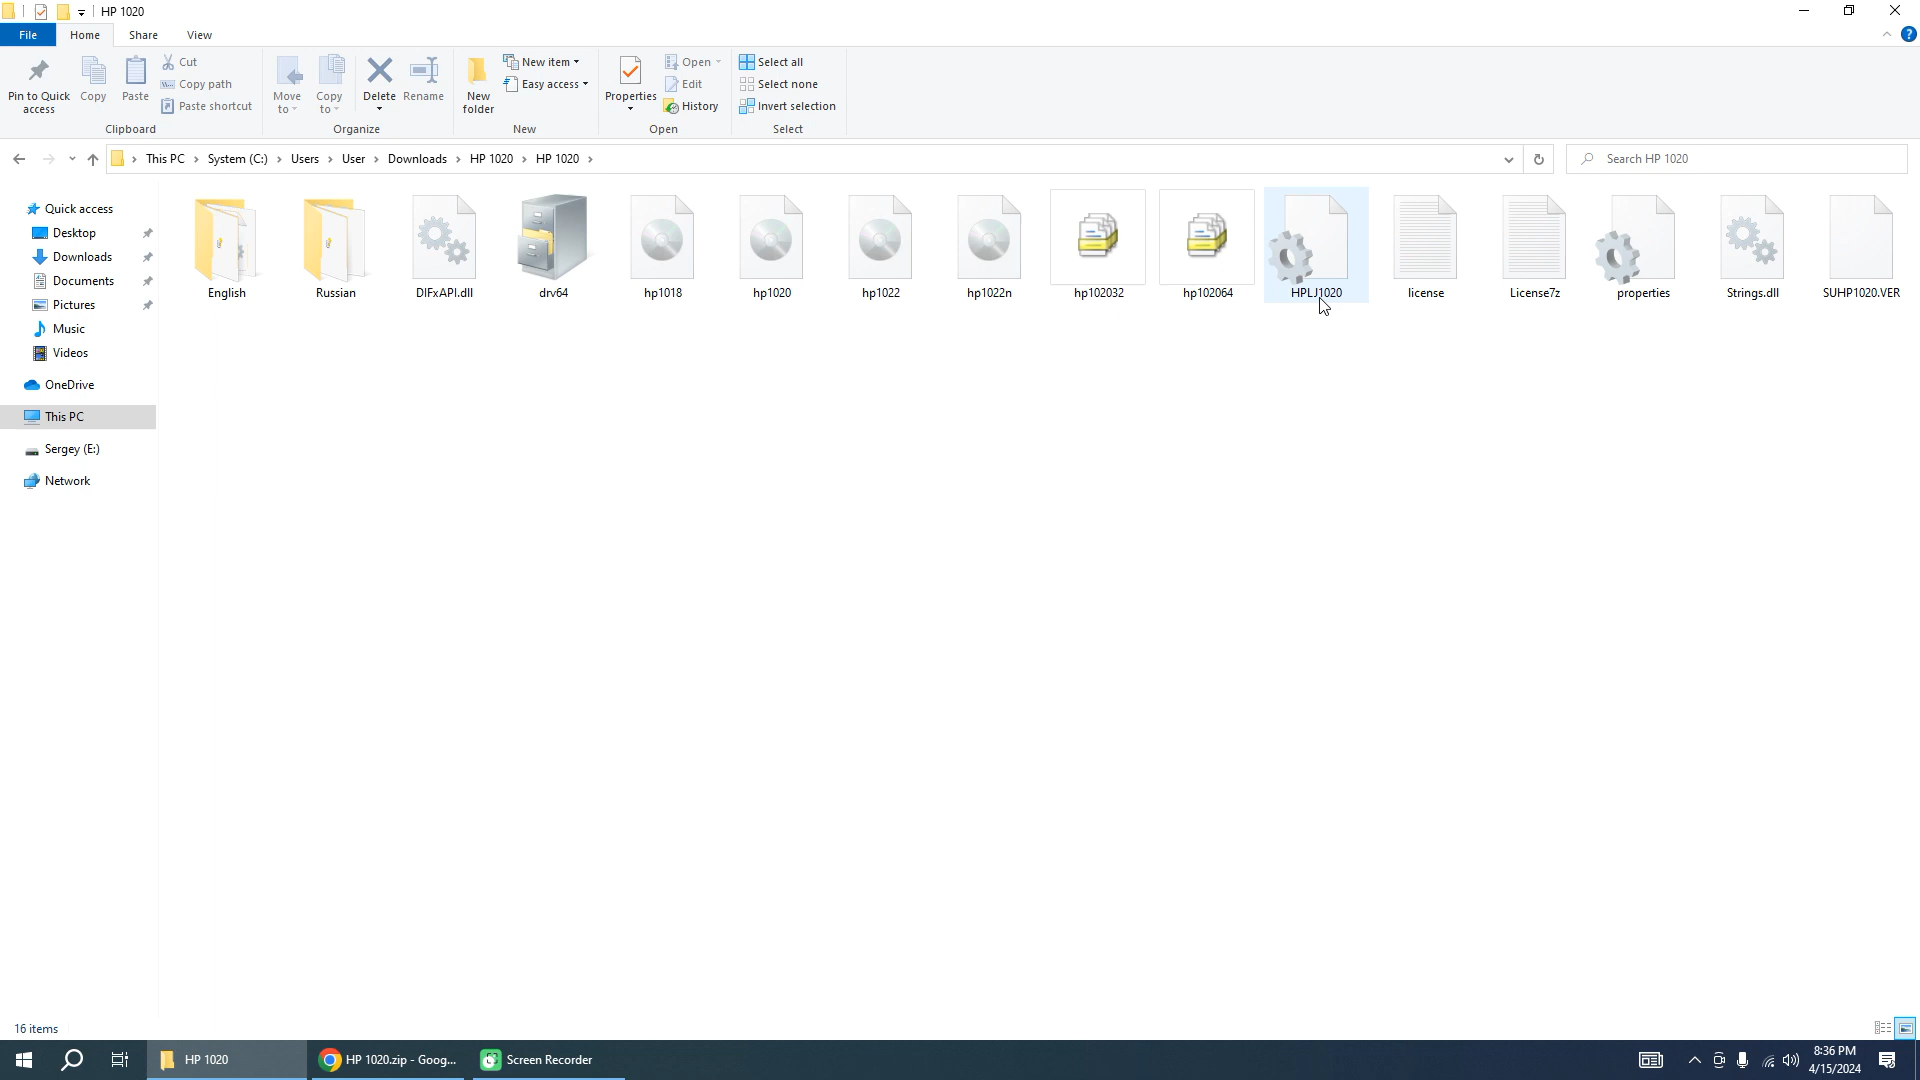 HP 1020
File Home Share View
Pin to Quick access
Copy
Paste
Cut
Copy path
Paste shortcut
Clipboard
Move to
Copy to
Delete
Rename
Organize
New folder
New item
Easy access
New
Properties
Open
Edit
History
Open
Select all
Select none
Invert selection
Select
This PC > System (C:) > Users > User > Downloads > HP 1020 > HP 1020 >
Search HP 1020
Quick access
Desktop
Downloads
Documents
Pictures
Music
Videos
OneDrive
This PC
Sergey (E:)
Network
English Russian DIFxAPI.dll drv64 hp1018 hp1020 hp1022 hp1022n hp102032 hp102064 HPLJ1020 license License7z properties Strings.dll SUHP1020.VER
16 items
HP 1020
HP 1020.zip - Goog...
Screen Recorder
8:36 PM
4/15/2024